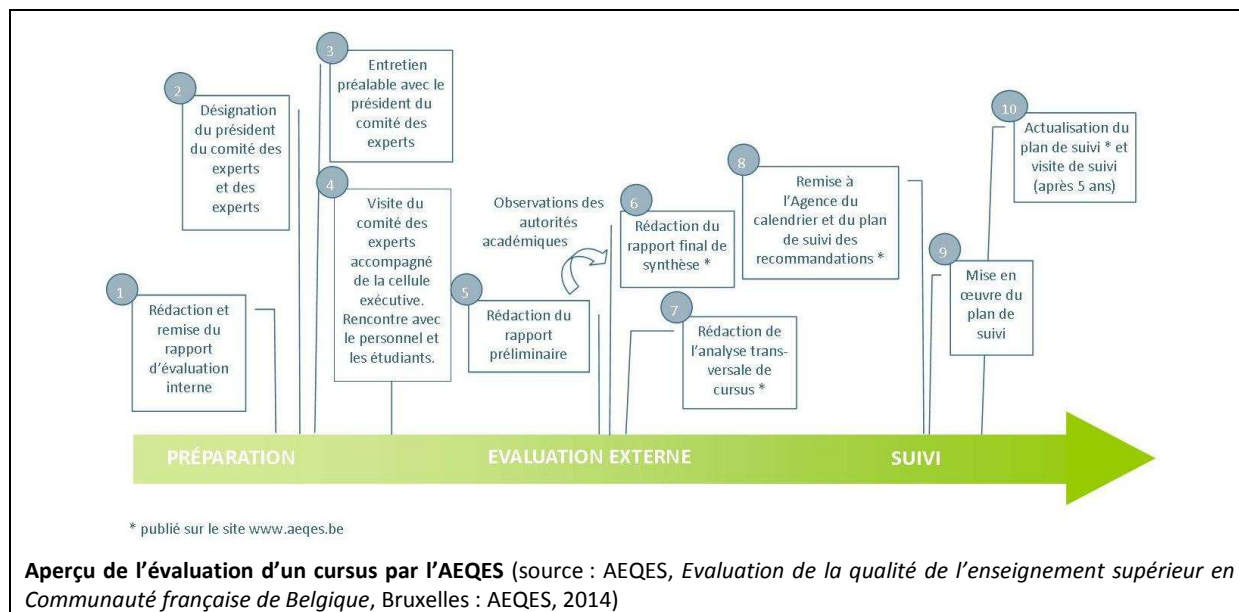 1
Rédaction et
remise du
rapport
d'évaluation
interne
2
Désignation
du président
du comité des
experts
et des
experts
3
Entretien
préalable avec le
président du
comité des
experts
4
Visite du
comité des
experts
accompagné
de la cellule
exécutive.
Rencontre avec
le personnel et
les étudiants.
5
Rédaction du
rapport
préliminaire
Observations des
autorités
académiques
6
Rédaction du
rapport final de
synthèse *
7
Rédaction de
l'analyse trans-
versale de
cursus *
8
Remise à
l'Agence du
calendrier et du
plan de suivi des
recommandations *
9
Mise en
œuvre du
plan de
suivi
10
Actualisation du
plan de suivi * et
visite de suivi
(après 5 ans)
PRÉPARATION
EVALUATION EXTERNE
SUIVI
* publié sur le site www.aeqes.be
Aperçu de l'évaluation d'un cursus par l'AEQES (source : AEQES, Evaluation de la qualité de l'enseignement supérieur en
Communauté française de Belgique, Bruxelles : AEQES, 2014)